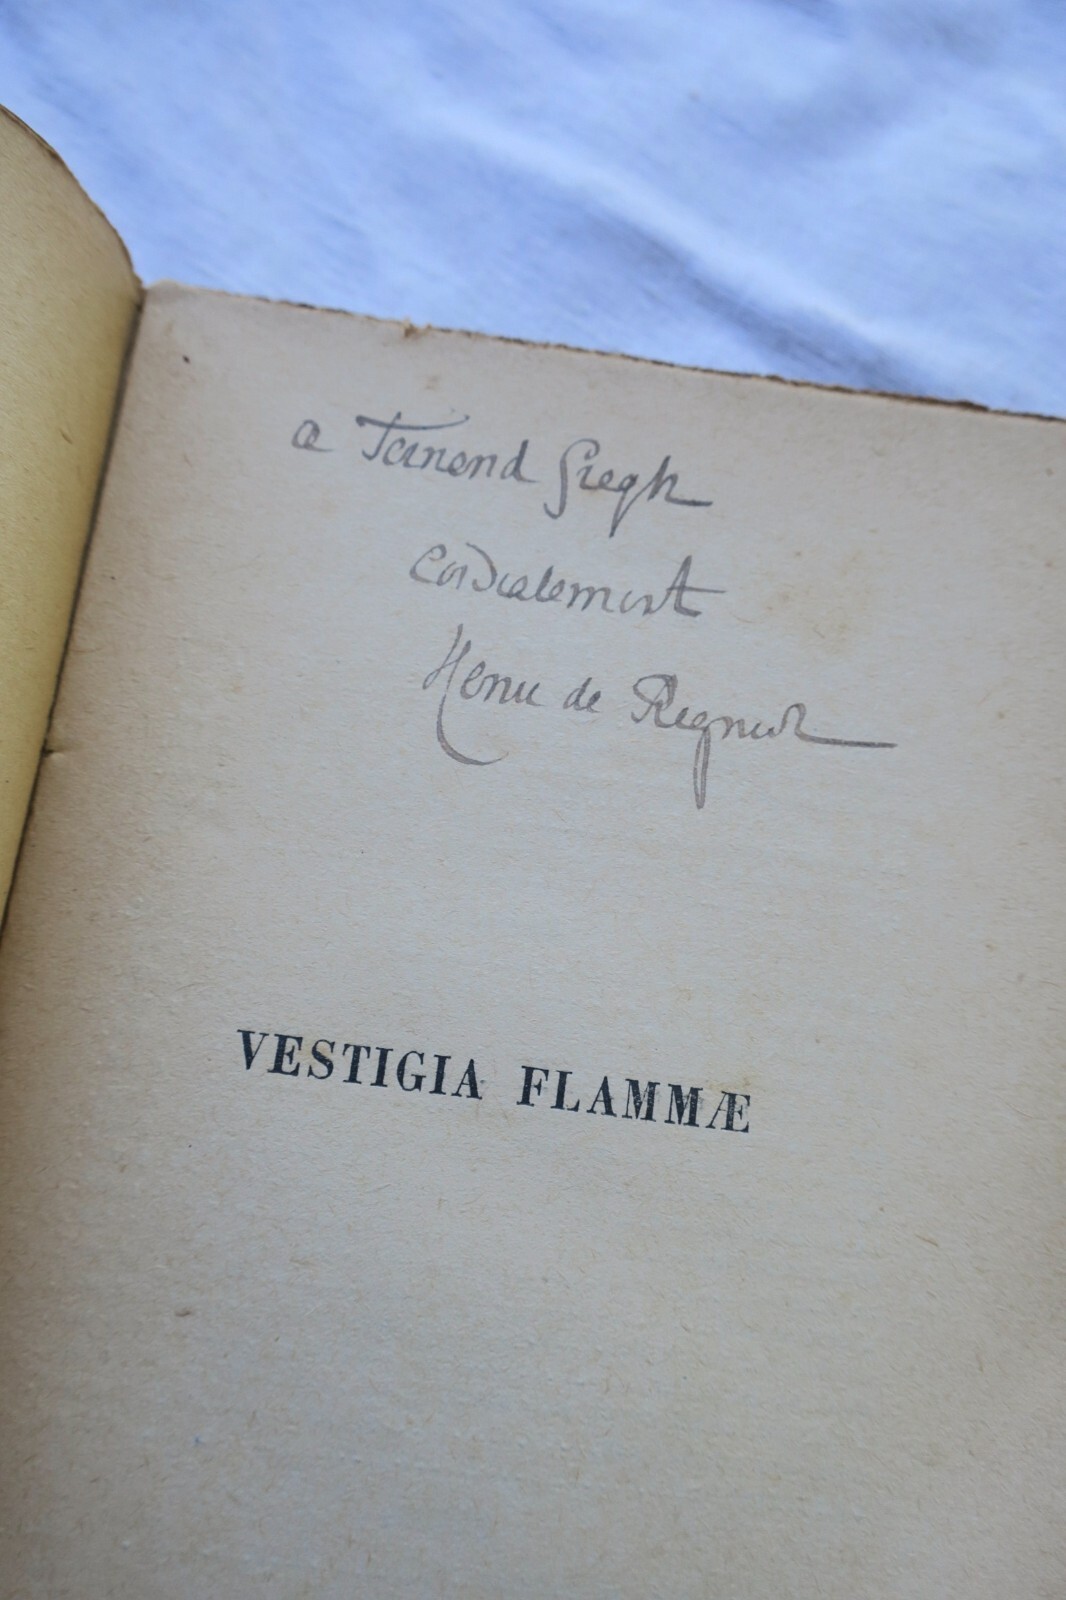 a Fernand Gregh
cordialement
Henri de Régnier
VESTIGIA FLAMMÆ